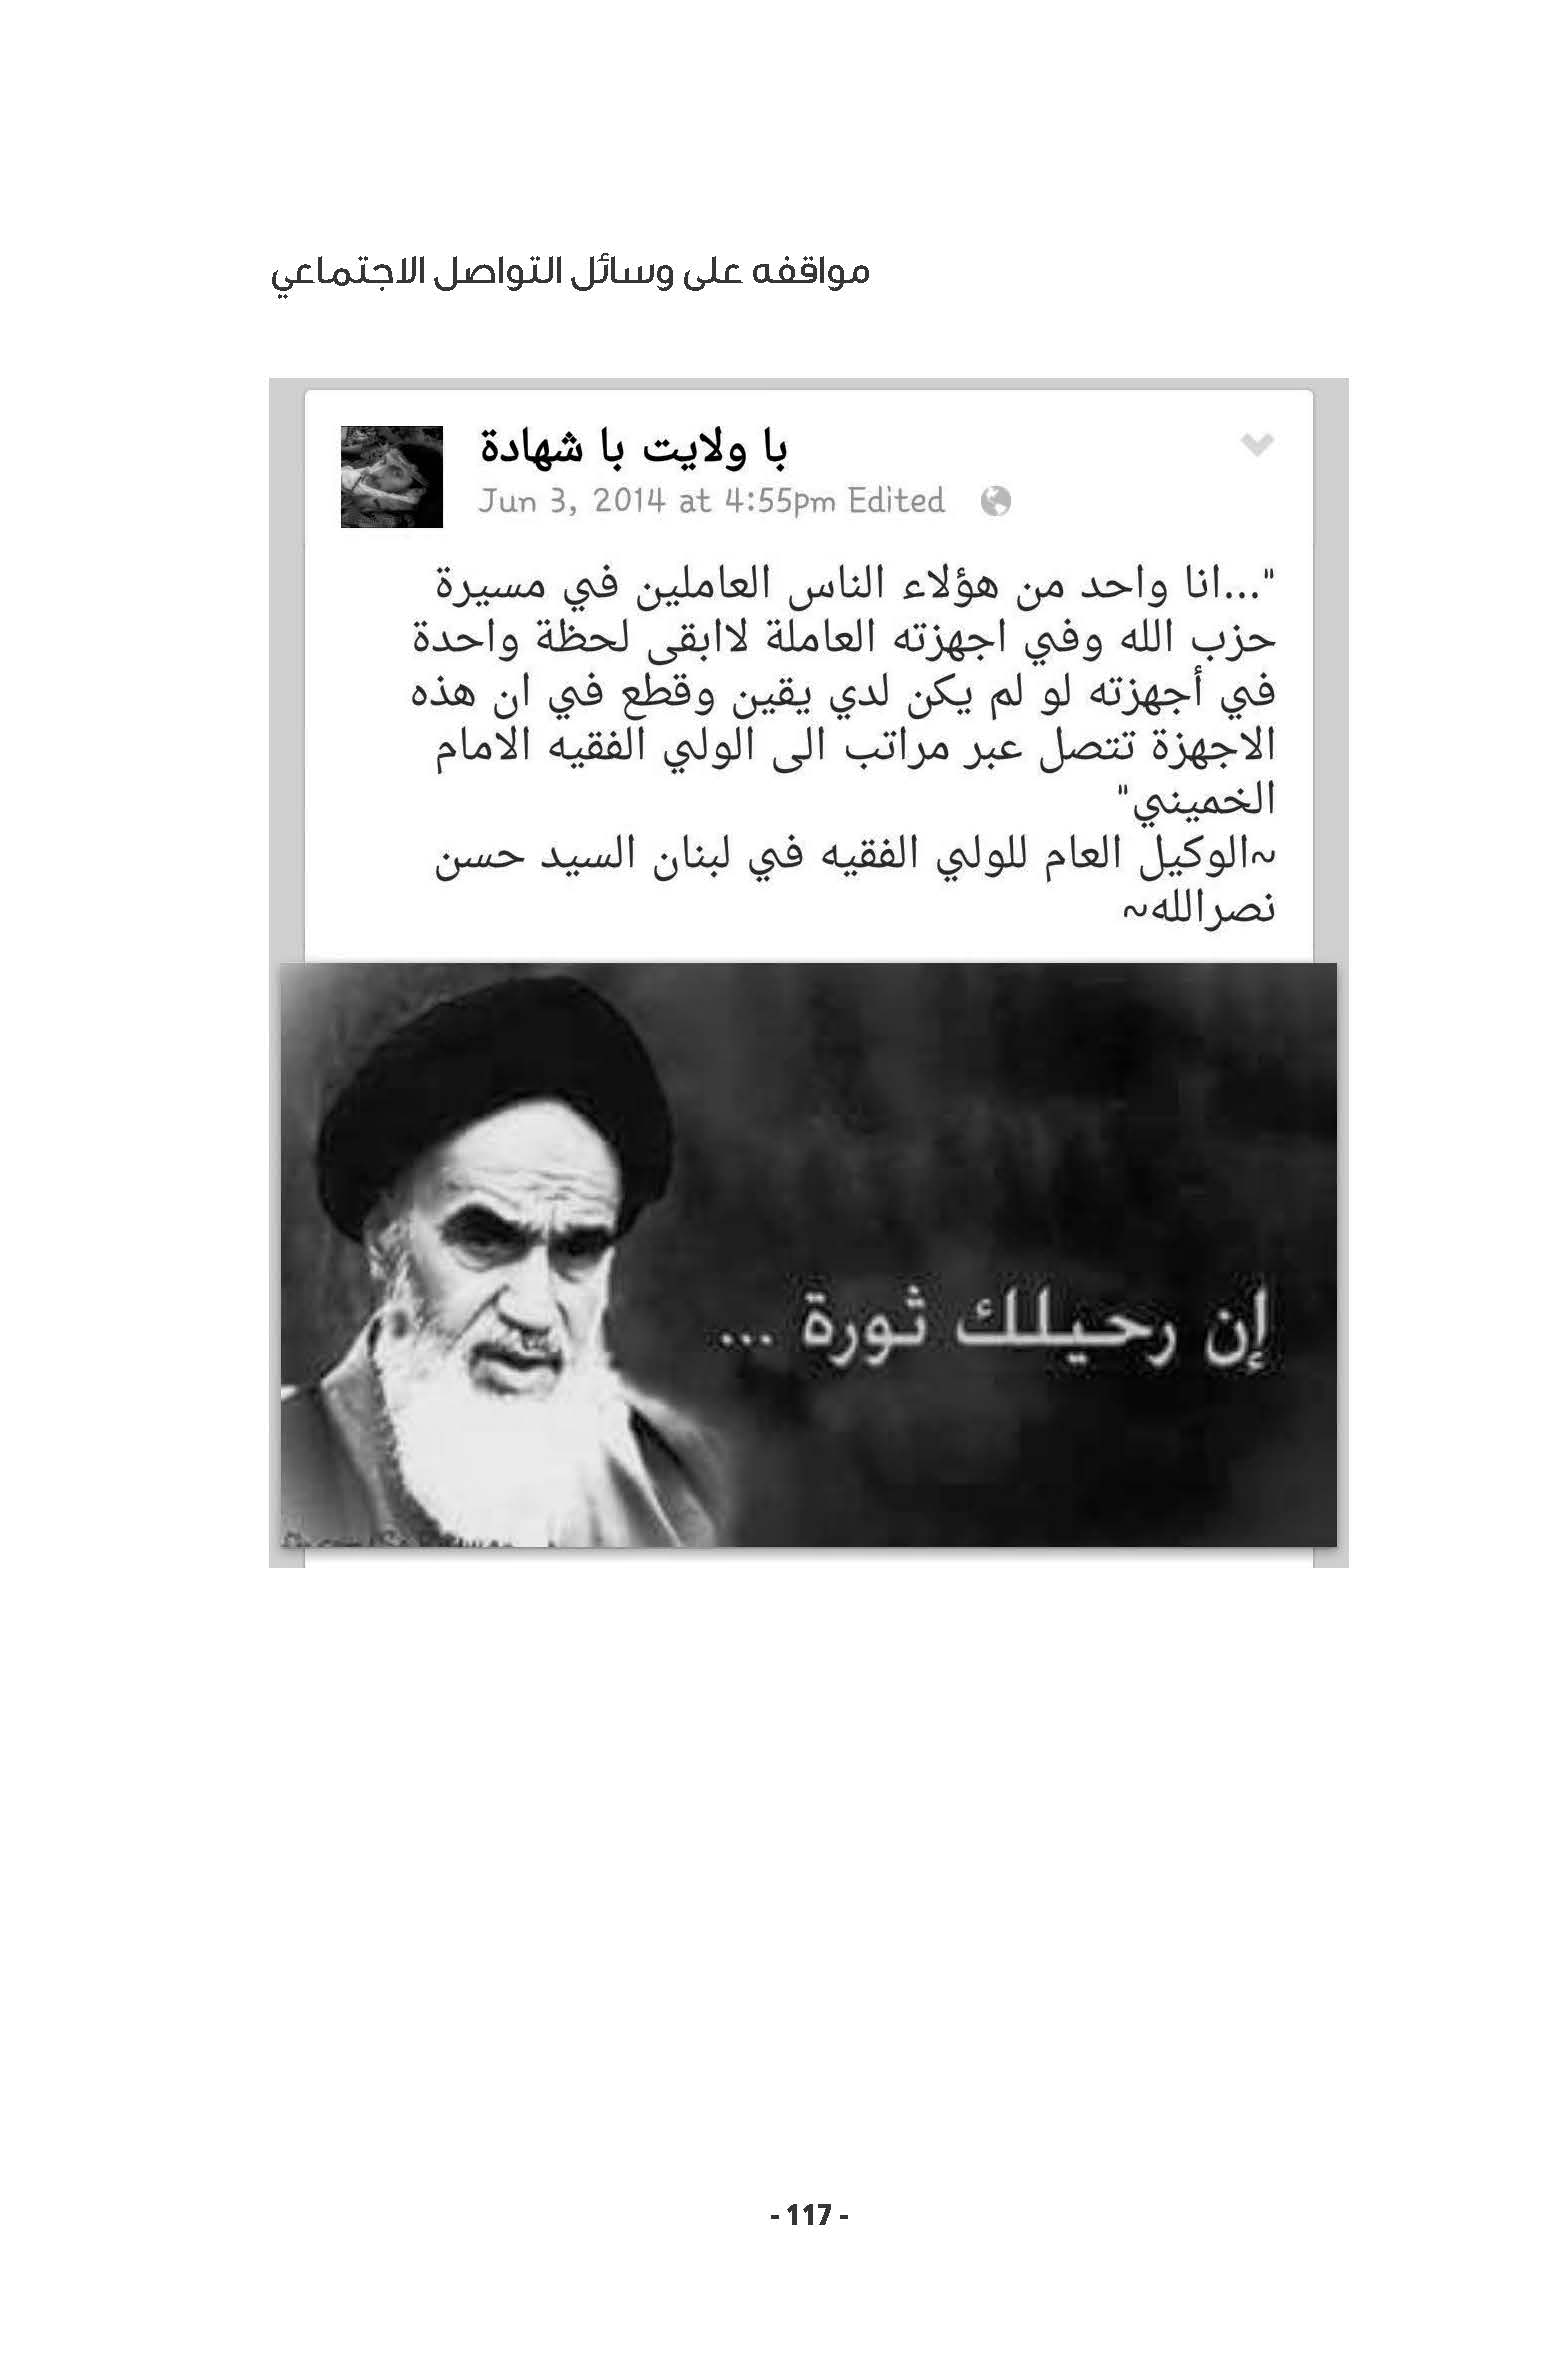 مواقفه على وسائل التواصل الاجتماعي
با ولايت با شهادة
Jun 3, 2014 at 4:55pm Edited
"...انا واحد من هؤلاء الناس العاملين في مسيرة
حزب الله وفي اجهزته العاملة لاابقى لحظة واحدة
في أجهزته لو لم يكن لدي يقين وقطع في ان هذه
الاجهزة تتصل عبر مراتب الى الولي الفقيه الامام
الخميني"
~الوكيل العام للولي الفقيه في لبنان السيد حسن
نصرالله~
إن رحيلك ثورة ...
- 117 -